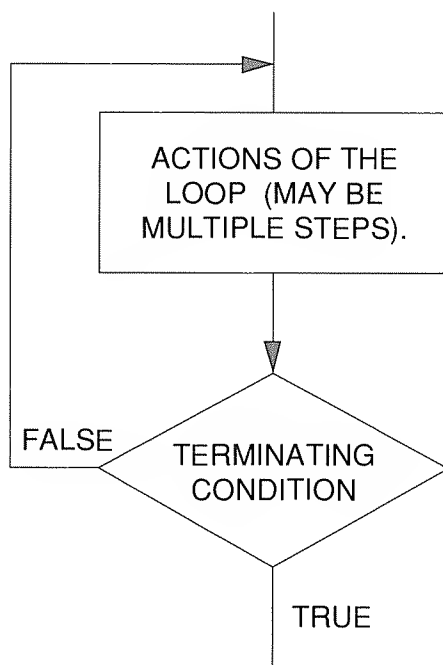 ACTIONS OF THE
LOOP (MAY BE
MULTIPLE STEPS).
FALSE
TERMINATING
CONDITION
TRUE